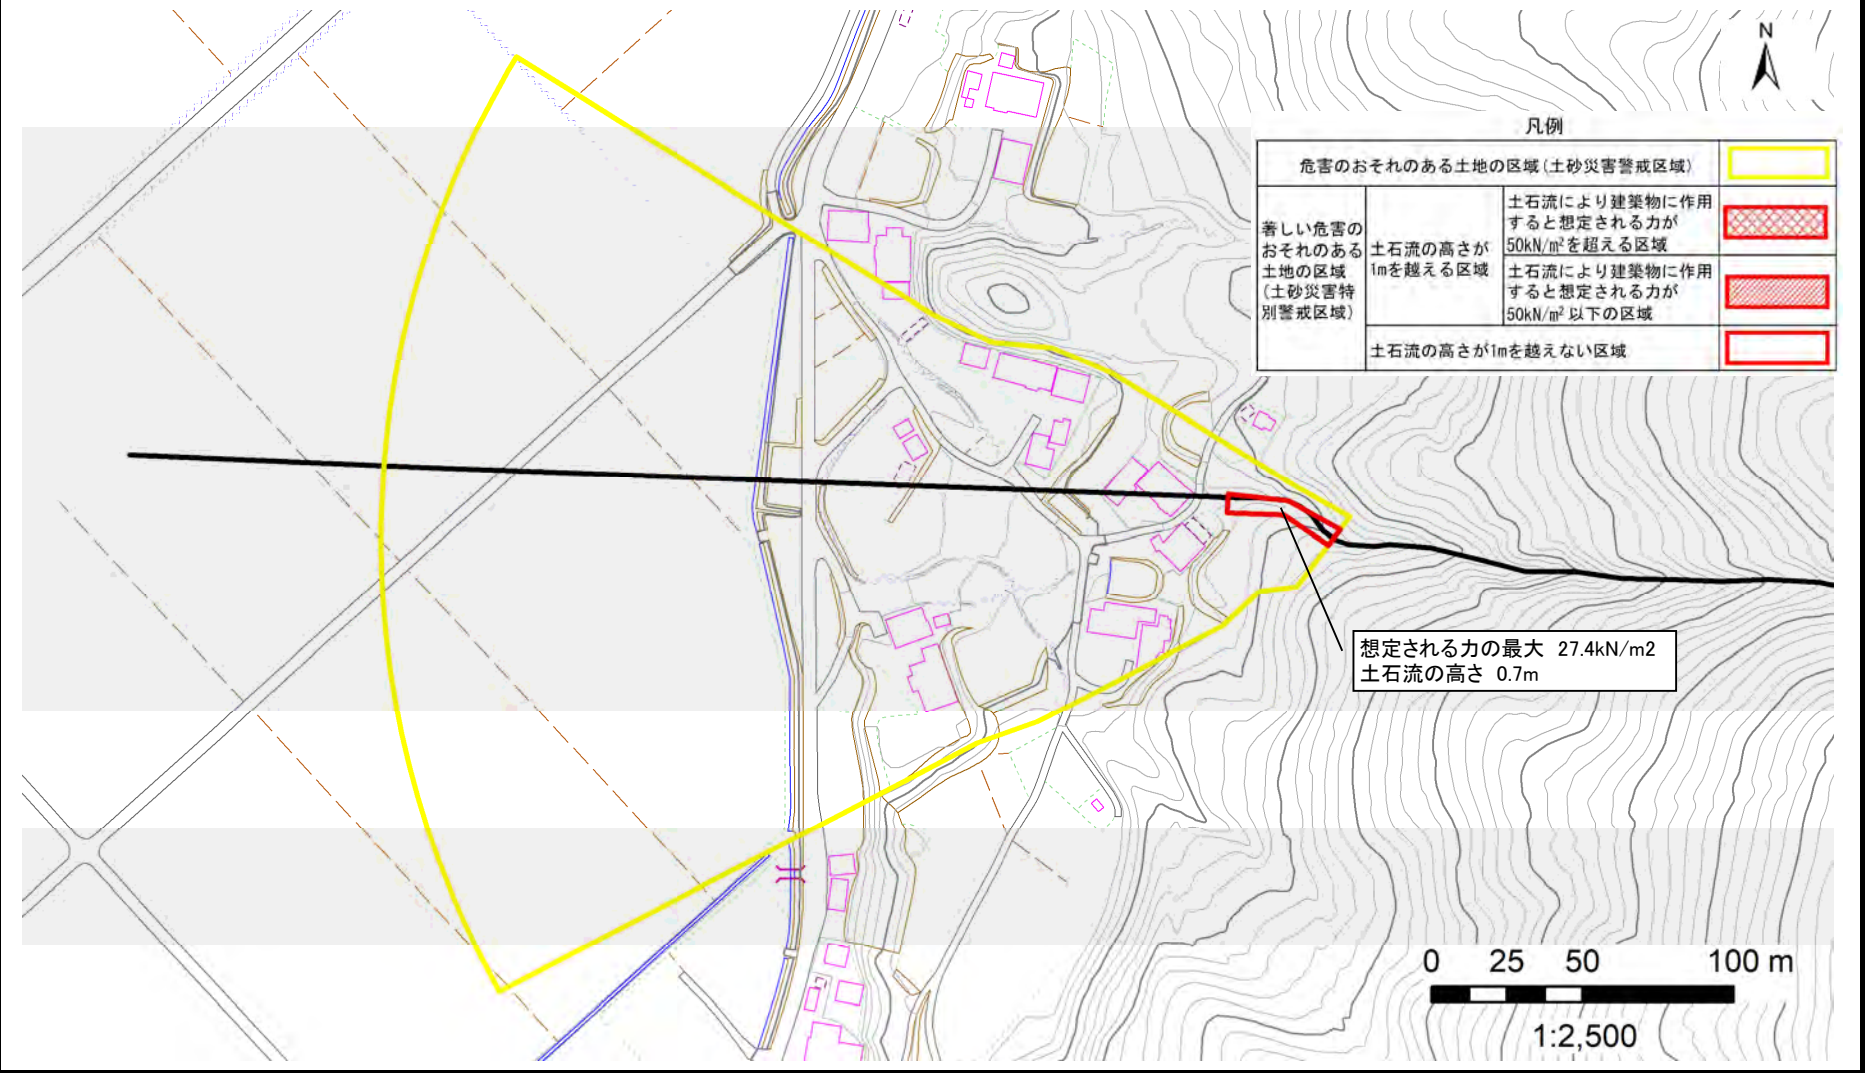 N
凡例
危害のおそれのある土地の区域(土砂災害警戒区域)
著しい危害の
おそれのある
土地の区域
(土砂災害特
別警戒区域)
土石流の高さが
1mを越える区域
土石流により建築物に作用
すると想定される力が
50kN/m²を超える区域
土石流により建築物に作用
すると想定される力が
50kN/m²以下の区域
土石流の高さが1mを越えない区域
想定される力の最大 27.4kN/m2
土石流の高さ 0.7m
0 25 50 100 m
1:2,500